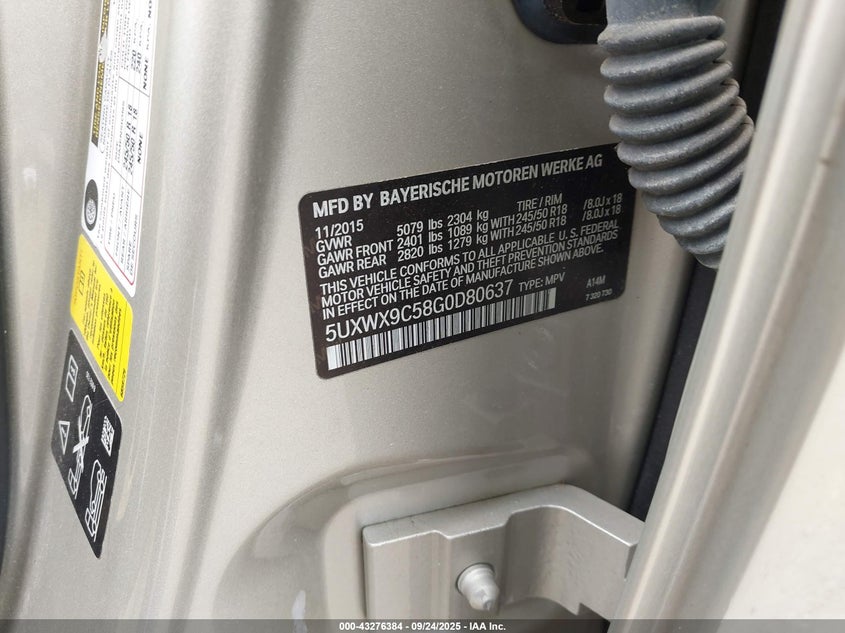 MFD BY BAYERISCHE MOTOREN WERKE AG
11/2015 TIRE / RIM
GVWR 5079 lbs 2304 kg
GAWR FRONT 2401 lbs 1089 kg WITH 245/50 R18 /8.0J x 18
GAWR REAR 2820 lbs 1279 kg WITH 245/50 R18 /8.0J x 18
THIS VEHICLE CONFORMS TO ALL APPLICABLE U.S. FEDERAL
MOTOR VEHICLE SAFETY AND THEFT PREVENTION STANDARDS
IN EFFECT ON THE DATE OF MANUFACTURE SHOWN ABOVE.
5UXWX9C58G0D80637 TYPE: MPV A14M
7 320 730
000-43276384 - 09/24/2025 - IAA Inc.